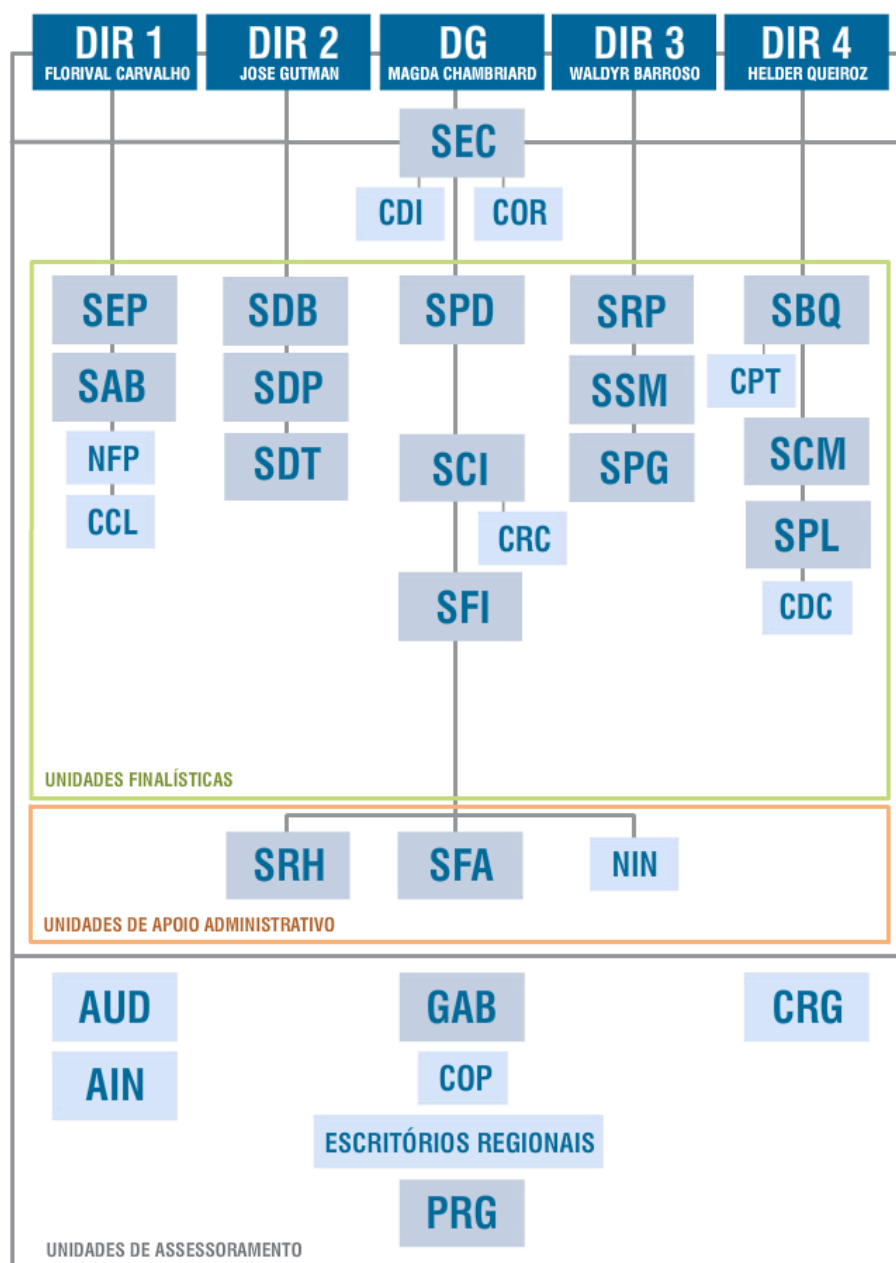 DIR 1
FLORIVAL CARVALHO
DIR 2
JOSE GUTMAN
DG
MAGDA CHAMBRIARD
DIR 3
WALDYR BARROSO
DIR 4
HELDER QUEIROZ
SEC
CDI
COR
SEP
SDB
SPD
SRP
SBQ
SAB
SDP
SSM
CPT
NFP
SDT
SCI
SPG
SCM
CCL
CRC
SPL
SFI
CDC
UNIDADES FINALÍSTICAS
SRH
SFA
NIN
UNIDADES DE APOIO ADMINISTRATIVO
AUD
GAB
CRG
AIN
COP
ESCRITÓRIOS REGIONAIS
PRG
UNIDADES DE ASSESSORAMENTO